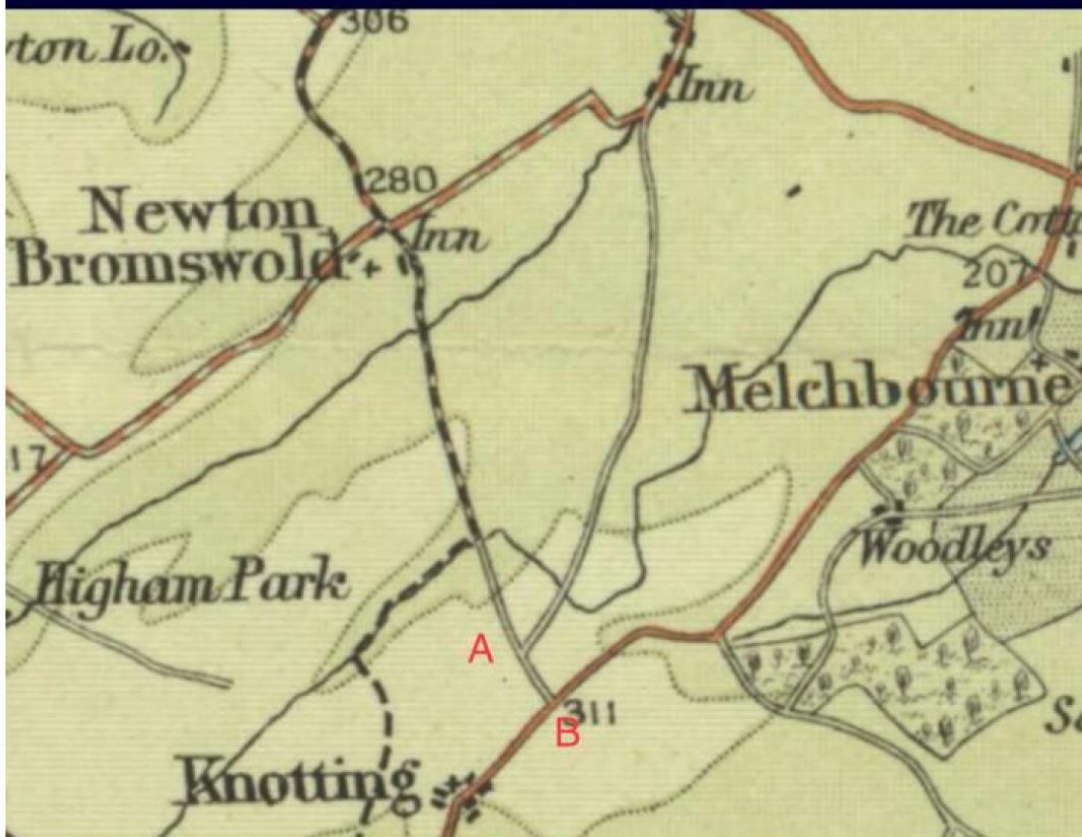 306
ton Lo.
Inn
280
Newton
Bromswold
Inn
The Cott
207
Inn
Melchbourne
17
Higham Park
Woodleys
A
311
B
S
Knotting